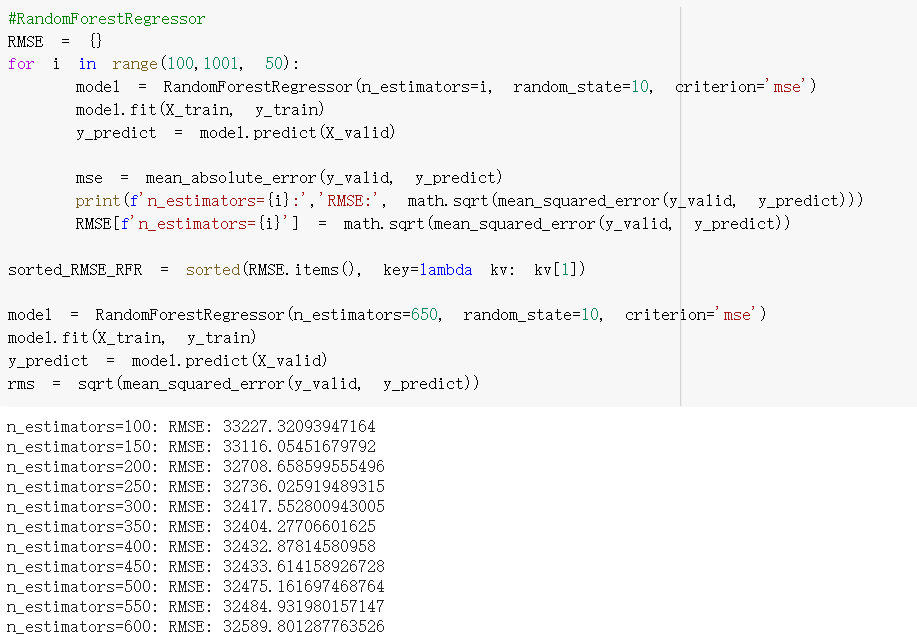 #RandomForestRegressor
RMSE = {}
for i in range(100,1001, 50):
model = RandomForestRegressor(n_estimators=i, random_state=10, criterion='mse')
model.fit(X_train, y_train)
y_predict = model.predict(X_valid)
mse = mean_absolute_error(y_valid, y_predict)
print(f'n_estimators={i}:','RMSE:', math.sqrt(mean_squared_error(y_valid, y_predict)))
RMSE[f'n_estimators={i}'] = math.sqrt(mean_squared_error(y_valid, y_predict))
sorted_RMSE_RFR = sorted(RMSE.items(), key=lambda kv: kv[1])
model = RandomForestRegressor(n_estimators=650, random_state=10, criterion='mse')
model.fit(X_train, y_train)
y_predict = model.predict(X_valid)
rms = sqrt(mean_squared_error(y_valid, y_predict))
n_estimators=100: RMSE: 33227.32093947164
n_estimators=150: RMSE: 33116.05451679792
n_estimators=200: RMSE: 32708.658599555496
n_estimators=250: RMSE: 32736.025919489315
n_estimators=300: RMSE: 32417.552800943005
n_estimators=350: RMSE: 32404.27706601625
n_estimators=400: RMSE: 32432.87814580958
n_estimators=450: RMSE: 32433.614158926728
n_estimators=500: RMSE: 32475.161697468764
n_estimators=550: RMSE: 32484.931980157147
n_estimators=600: RMSE: 32589.801287763526